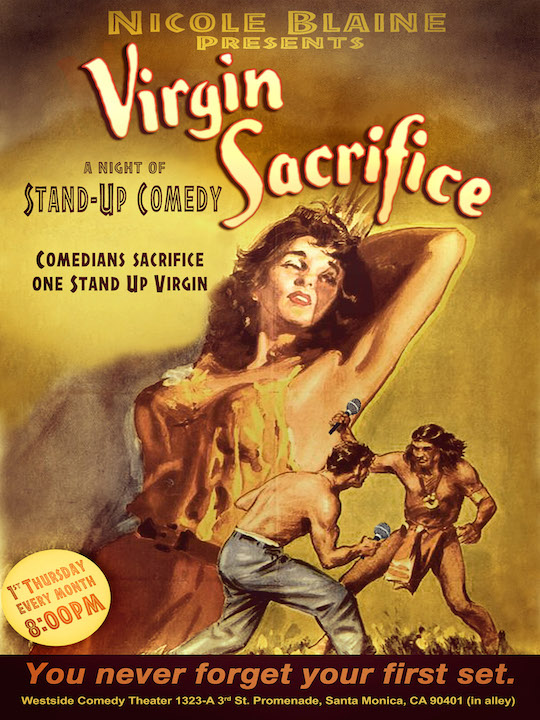 Nicole Blaine
Presents
Virgin
Sacrifice
A Night of
Stand-Up Comedy
Comedians sacrifice
one Stand Up Virgin
1st Thursday
every month
8:00pm
You never forget your first set.
Westside Comedy Theater 1323-A 3rd St. Promenade, Santa Monica, CA 90401 (in alley)